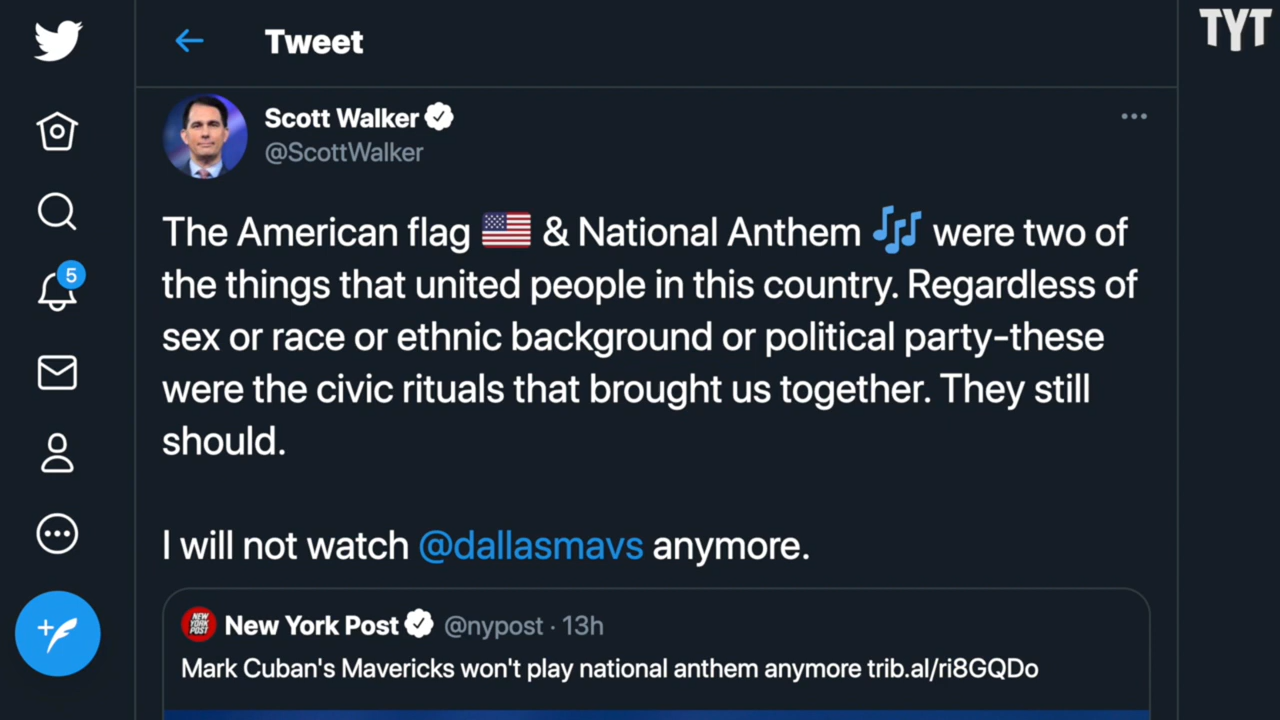 TYT
Tweet
Scott Walker
@ScottWalker
The American flag 🇺🇸 & National Anthem 🎶 were two of
the things that united people in this country. Regardless of
sex or race or ethnic background or political party-these
were the civic rituals that brought us together. They still
should.
I will not watch @dallasmavs anymore.
5
NEW
YORK
POST
New York Post @nypost · 13h
Mark Cuban's Mavericks won't play national anthem anymore trib.al/ri8GQDo